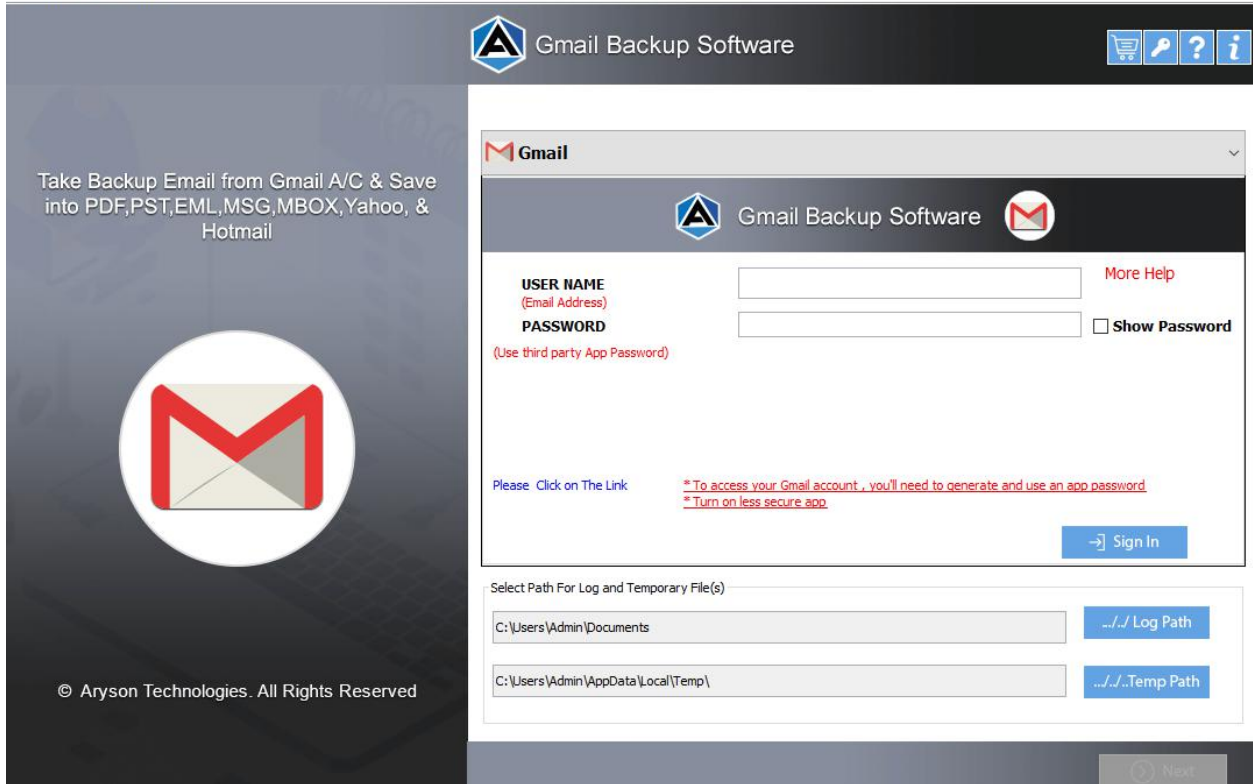 Gmail Backup Software
?
i
Take Backup Email from Gmail A/C & Save
into PDF,PST,EML,MSG,MBOX,Yahoo, &
Hotmail
© Aryson Technologies. All Rights Reserved
Gmail
Gmail Backup Software
USER NAME
(Email Address)
More Help
PASSWORD
Show Password
(Use third party App Password)
Please Click on The Link
* To access your Gmail account , you'll need to generate and use an app password
* Turn on less secure app
Sign In
Select Path For Log and Temporary File(s)
C:\Users\Admin\Documents
.../../ Log Path
C:\Users\Admin\AppData\Local\Temp\
.../../..Temp Path
Next